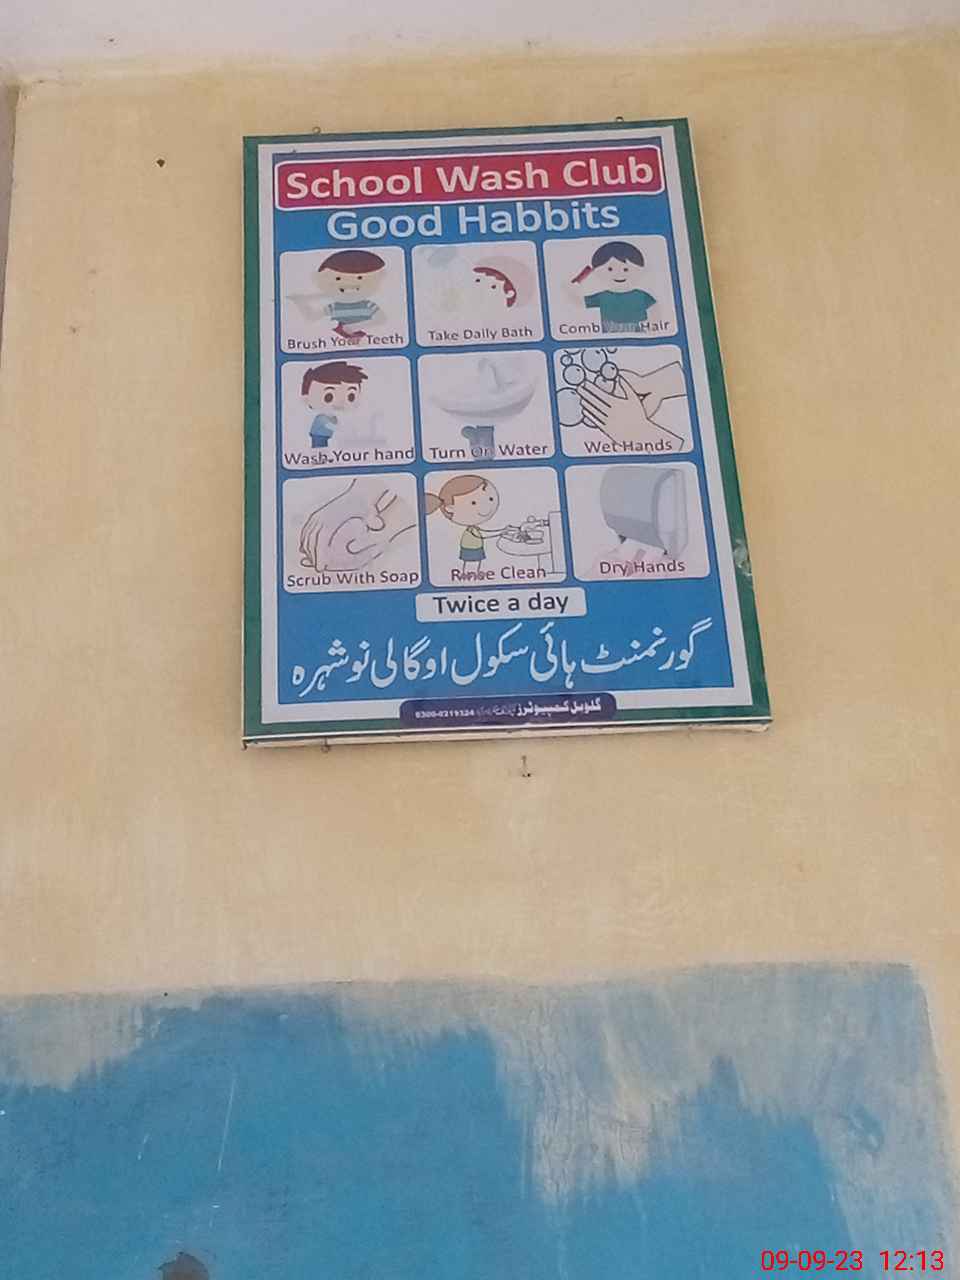 School Wash Club
Good Habbits
Brush Your Teeth
Take Daily Bath
Comb Your Hair
Wash Your hand
Turn On Water
Wet Hands
Scrub With Soap
Rinse Clean
Dry Hands
Twice a day
گورنمنٹ ہائی سکول اوگالی نوشہرہ
گلوبل کمپیوٹرز
09-09-23 12:13